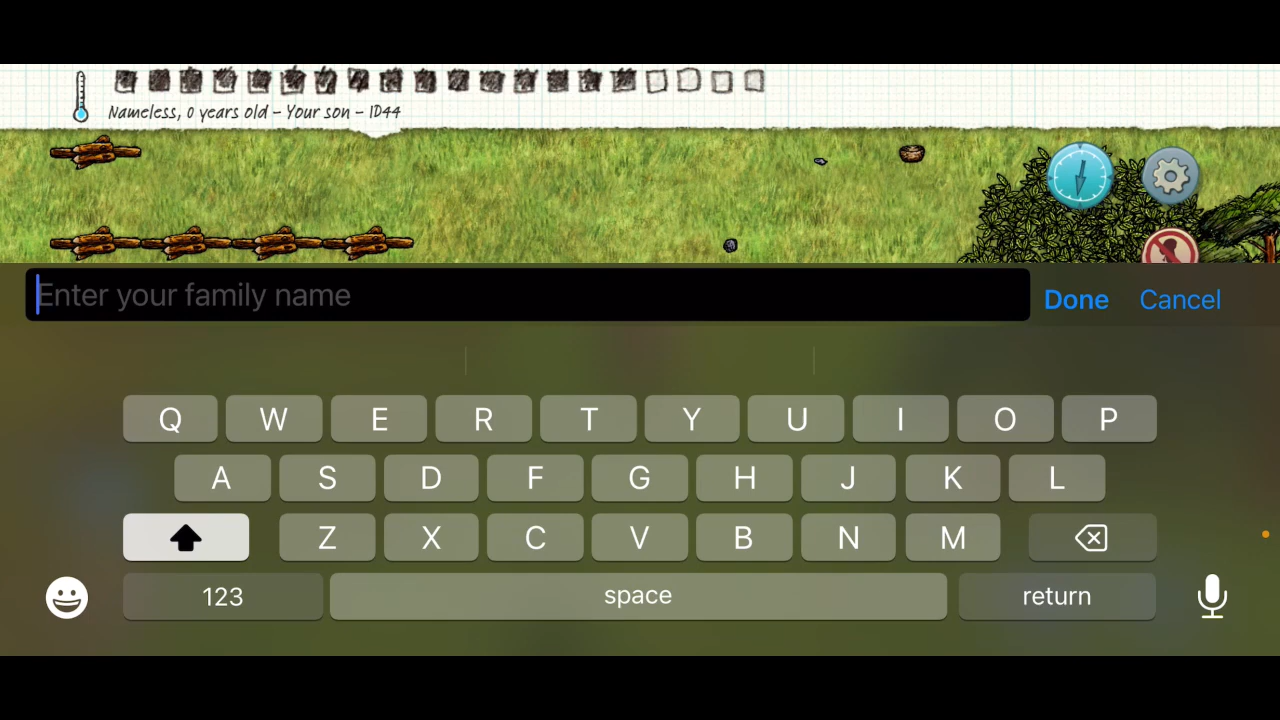 Nameless, 0 years old – Your son – ID44
Enter your family name
Done
Cancel
Q W E R T Y U I O P
A S D F G H J K L
Z X C V B N M
123
space
return